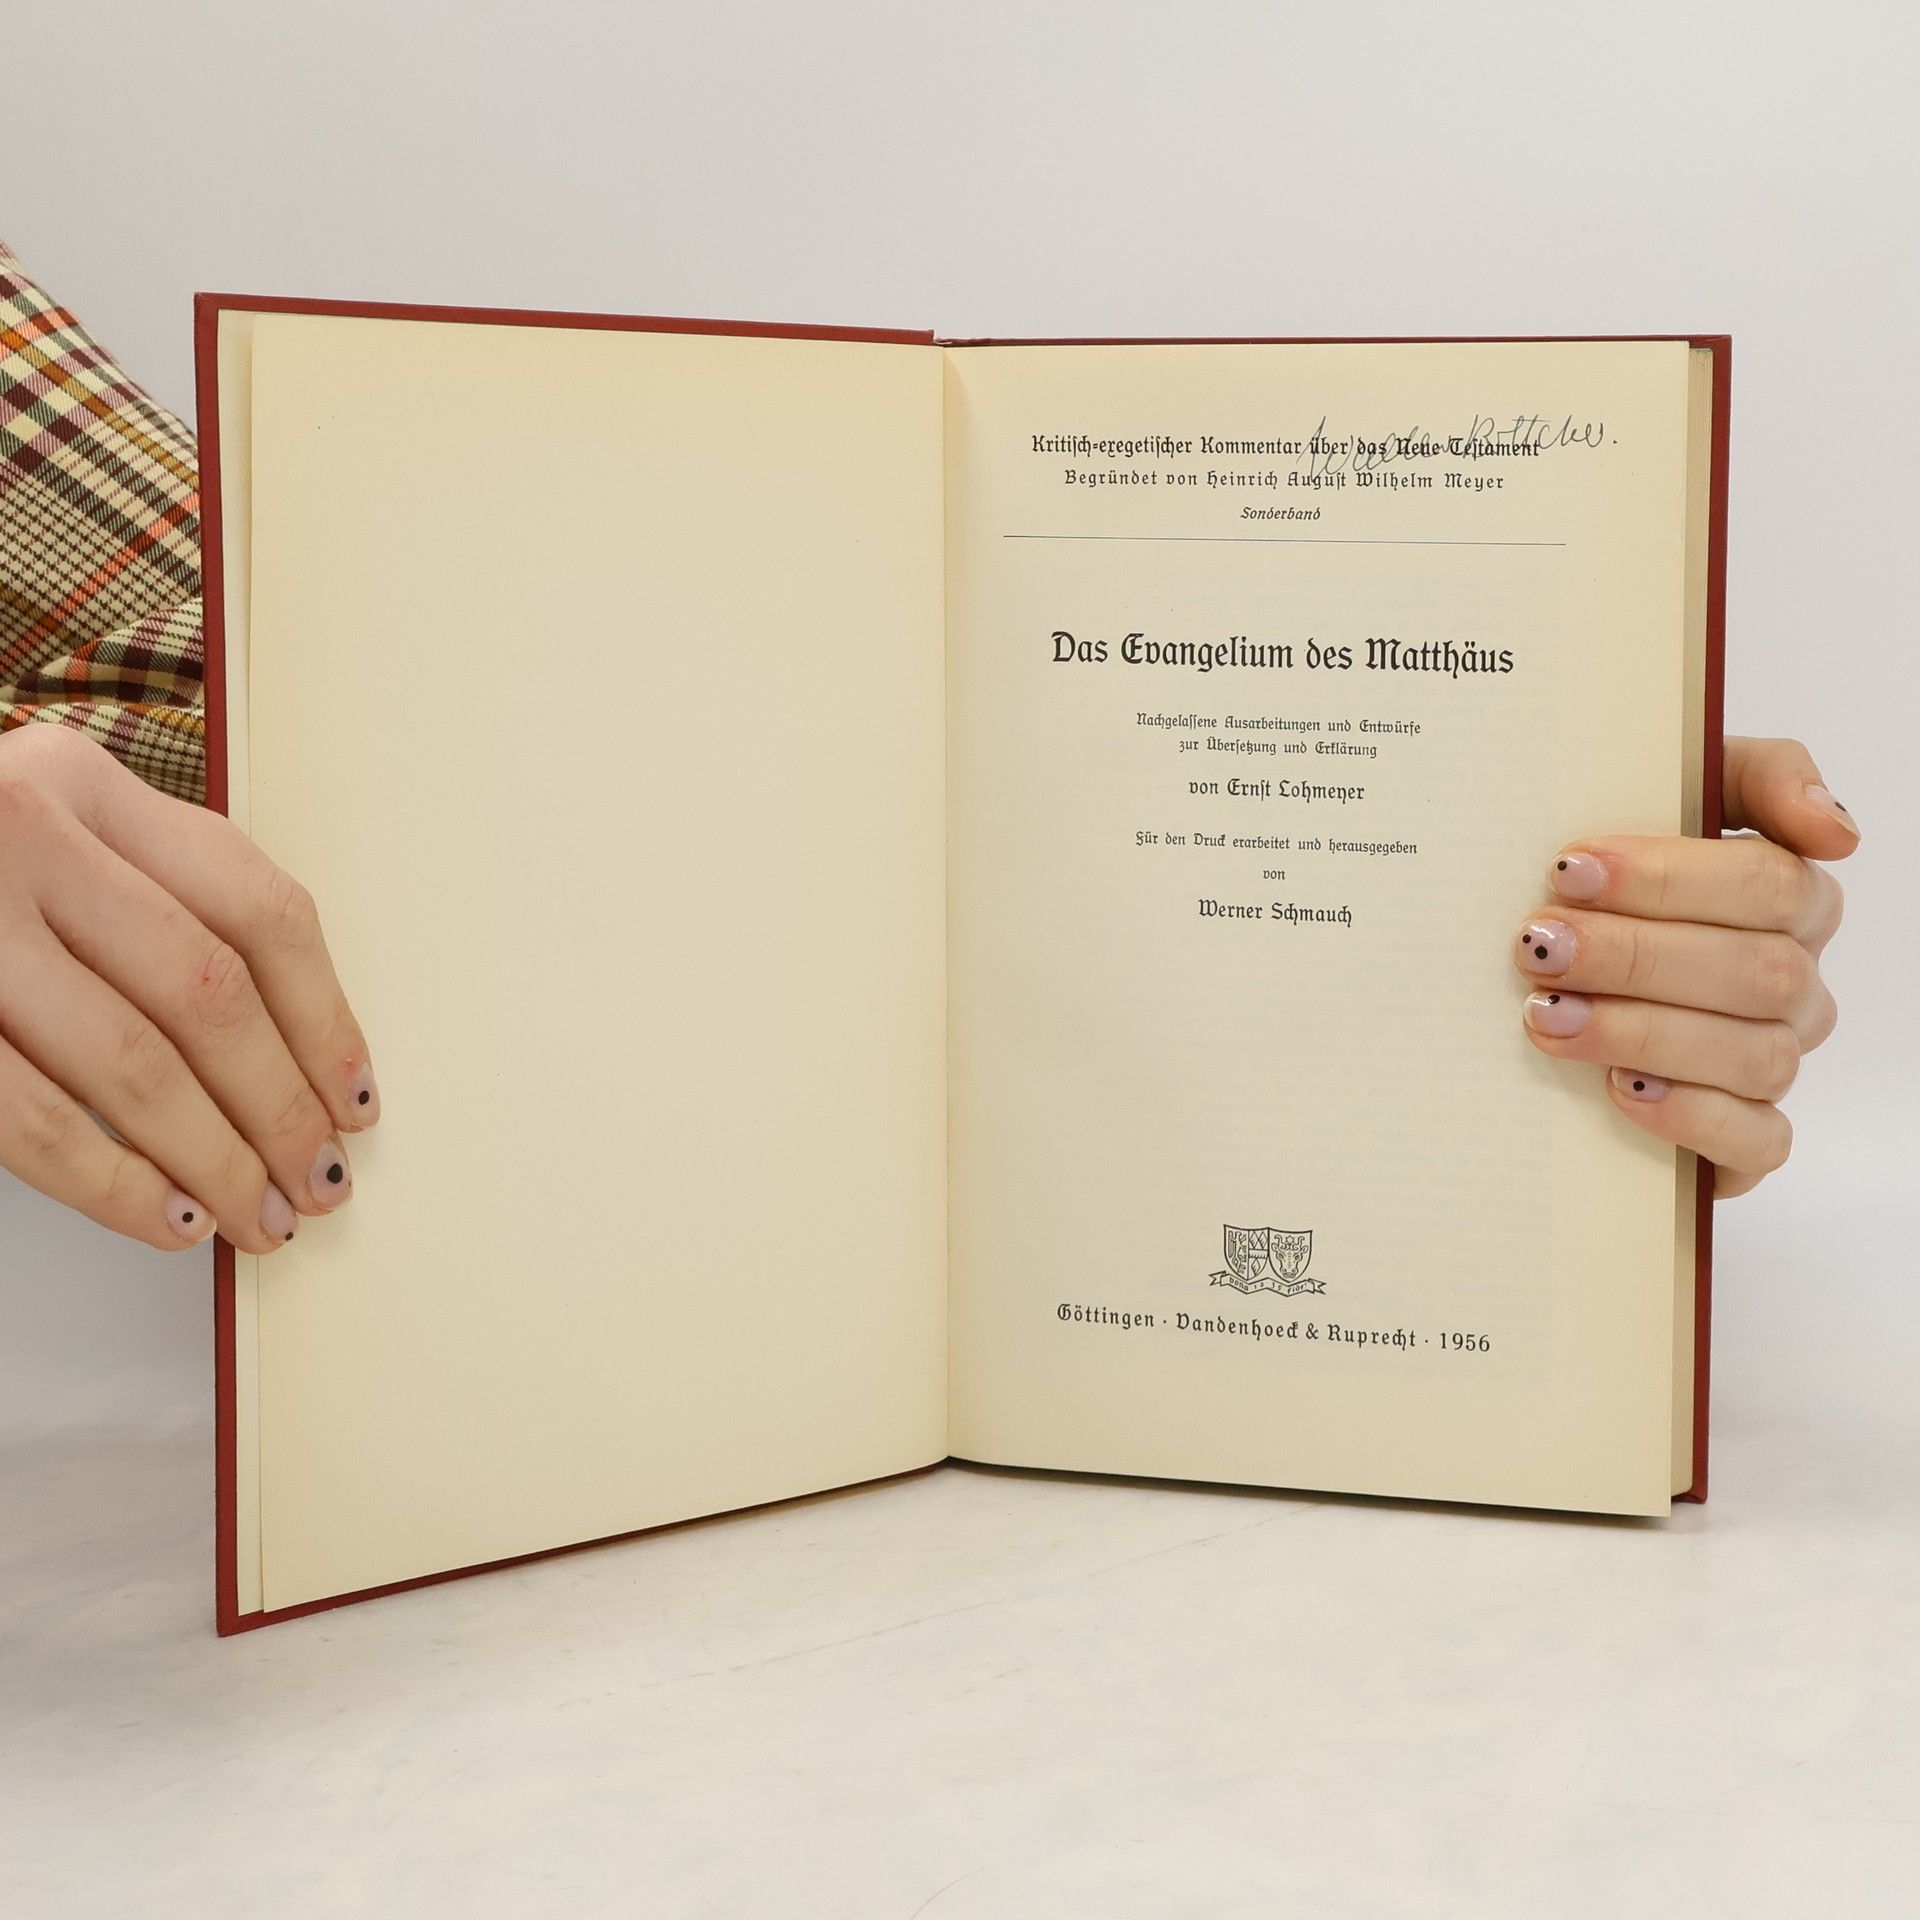 Kritisch-exegetischer Kommentar über das Neue Testament
Begründet von Heinrich August Wilhelm Meyer
Sonderband
Das Evangelium des Matthäus
Nachgelassene Ausarbeitungen und Entwürfe
zur Übersetzung und Erklärung
von Ernst Lohmeyer
Für den Druck erarbeitet und herausgegeben
von
Werner Schmauch
Göttingen · Vandenhoeck & Ruprecht · 1956